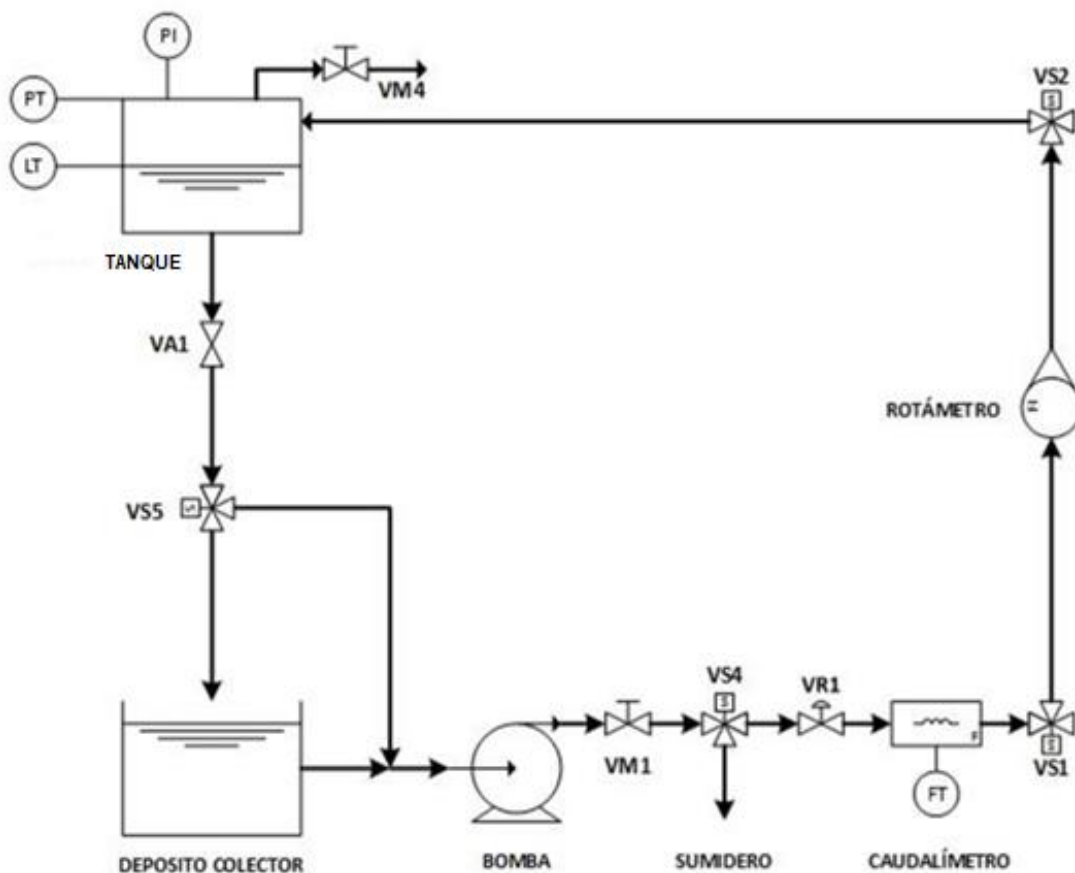 PI
PT
VM4
VS2
S
LT
TANQUE
VA1
ROTÁMETRO
VS5
S
VS4
S
VR1
F
VM1
FT
S
VS1
DEPOSITO COLECTOR
BOMBA
SUMIDERO
CAUDALÍMETRO